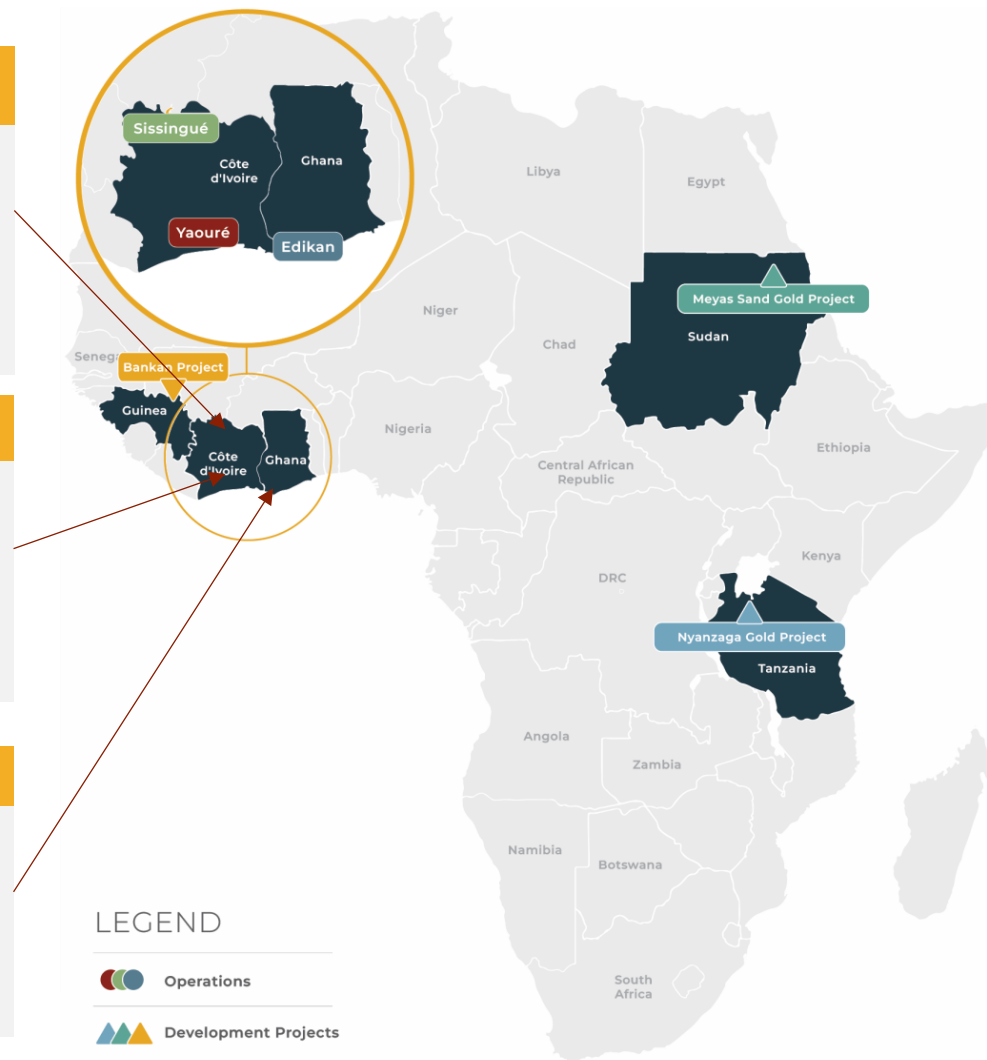 Sissingué
Côte
d'Ivoire
Ghana
Yaouré
Edikan
Libya
Egypt
Niger
Chad
Meyas Sand Gold Project
Sudan
Bankan Project
Guinea
Côte
d'Ivoire
Ghana
Nigeria
Central African
Republic
Ethiopia
Kenya
DRC
Nyanzaga Gold Project
Tanzania
Angola
Zambia
Namibia
Botswana
South
Africa
LEGEND
Operations
Development Projects